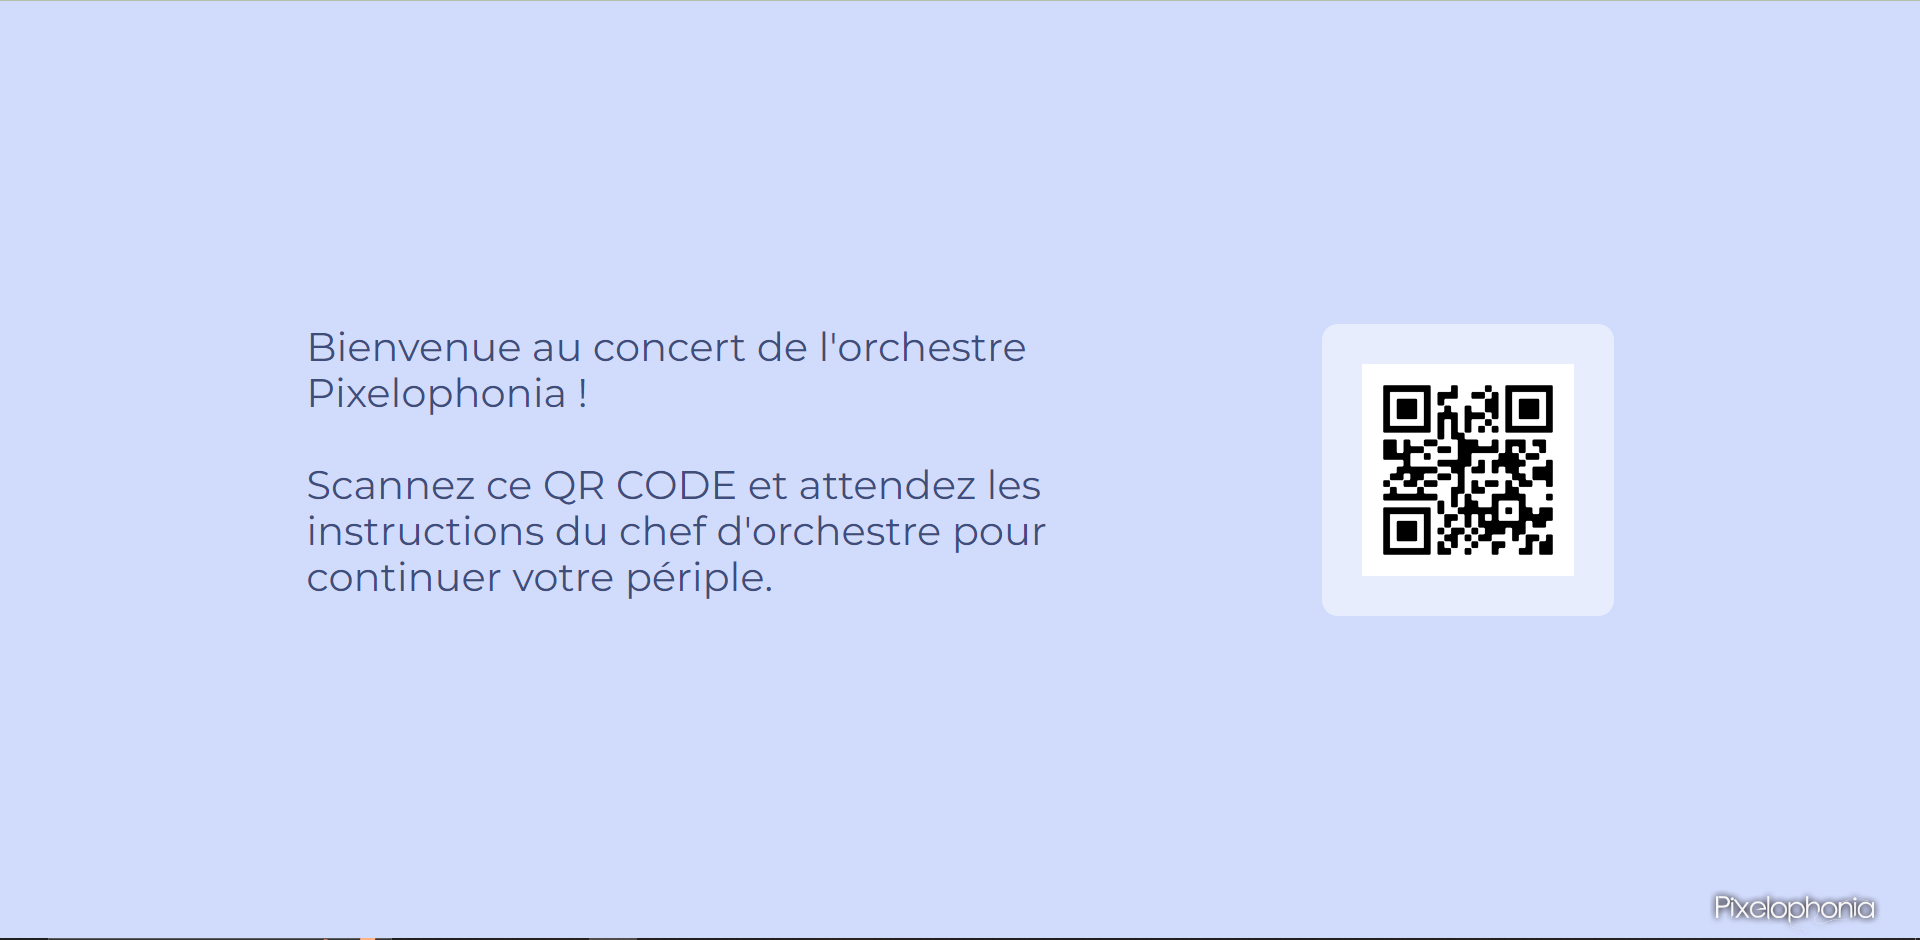 Bienvenue au concert de l'orchestre
Pixelophonia !
Scannez ce QR CODE et attendez les
instructions du chef d'orchestre pour
continuer votre périple.
Pixelophonia